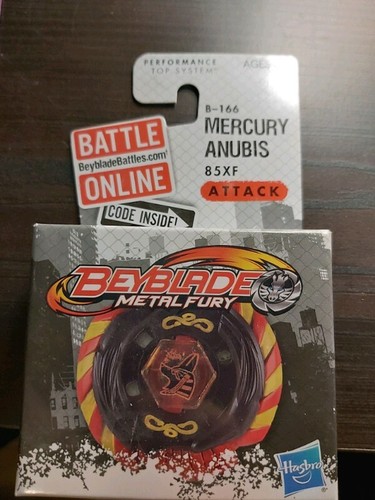 PERFORMANCE
TOP SYSTEM
B-166
MERCURY
ANUBIS
85XF
ATTACK
BATTLE
BeybladeBattles.com
ONLINE
CODE INSIDE!
BEYBLADE
METAL FURY
Hasbro